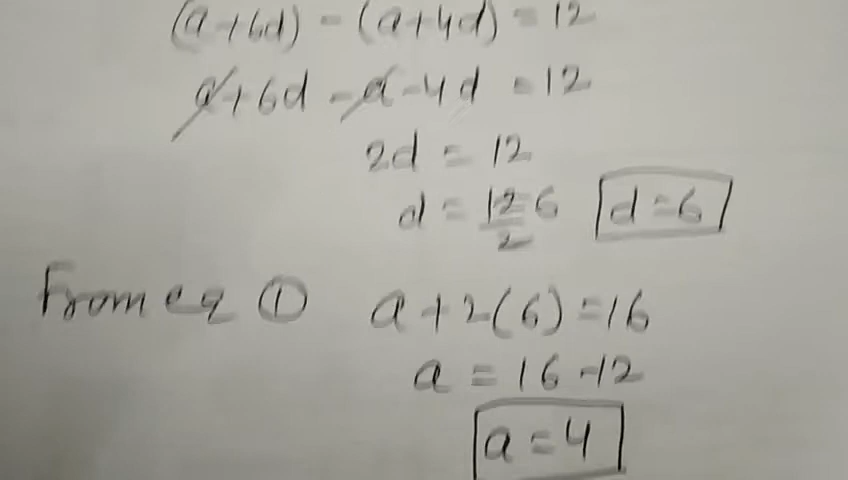 (a+6d) - (a+4d) = 12
a+6d - a - 4d = 12
2d = 12
d = 12/2 6 d = 6
From eq ① a + 2(6) = 16
a = 16 - 12
a = 4